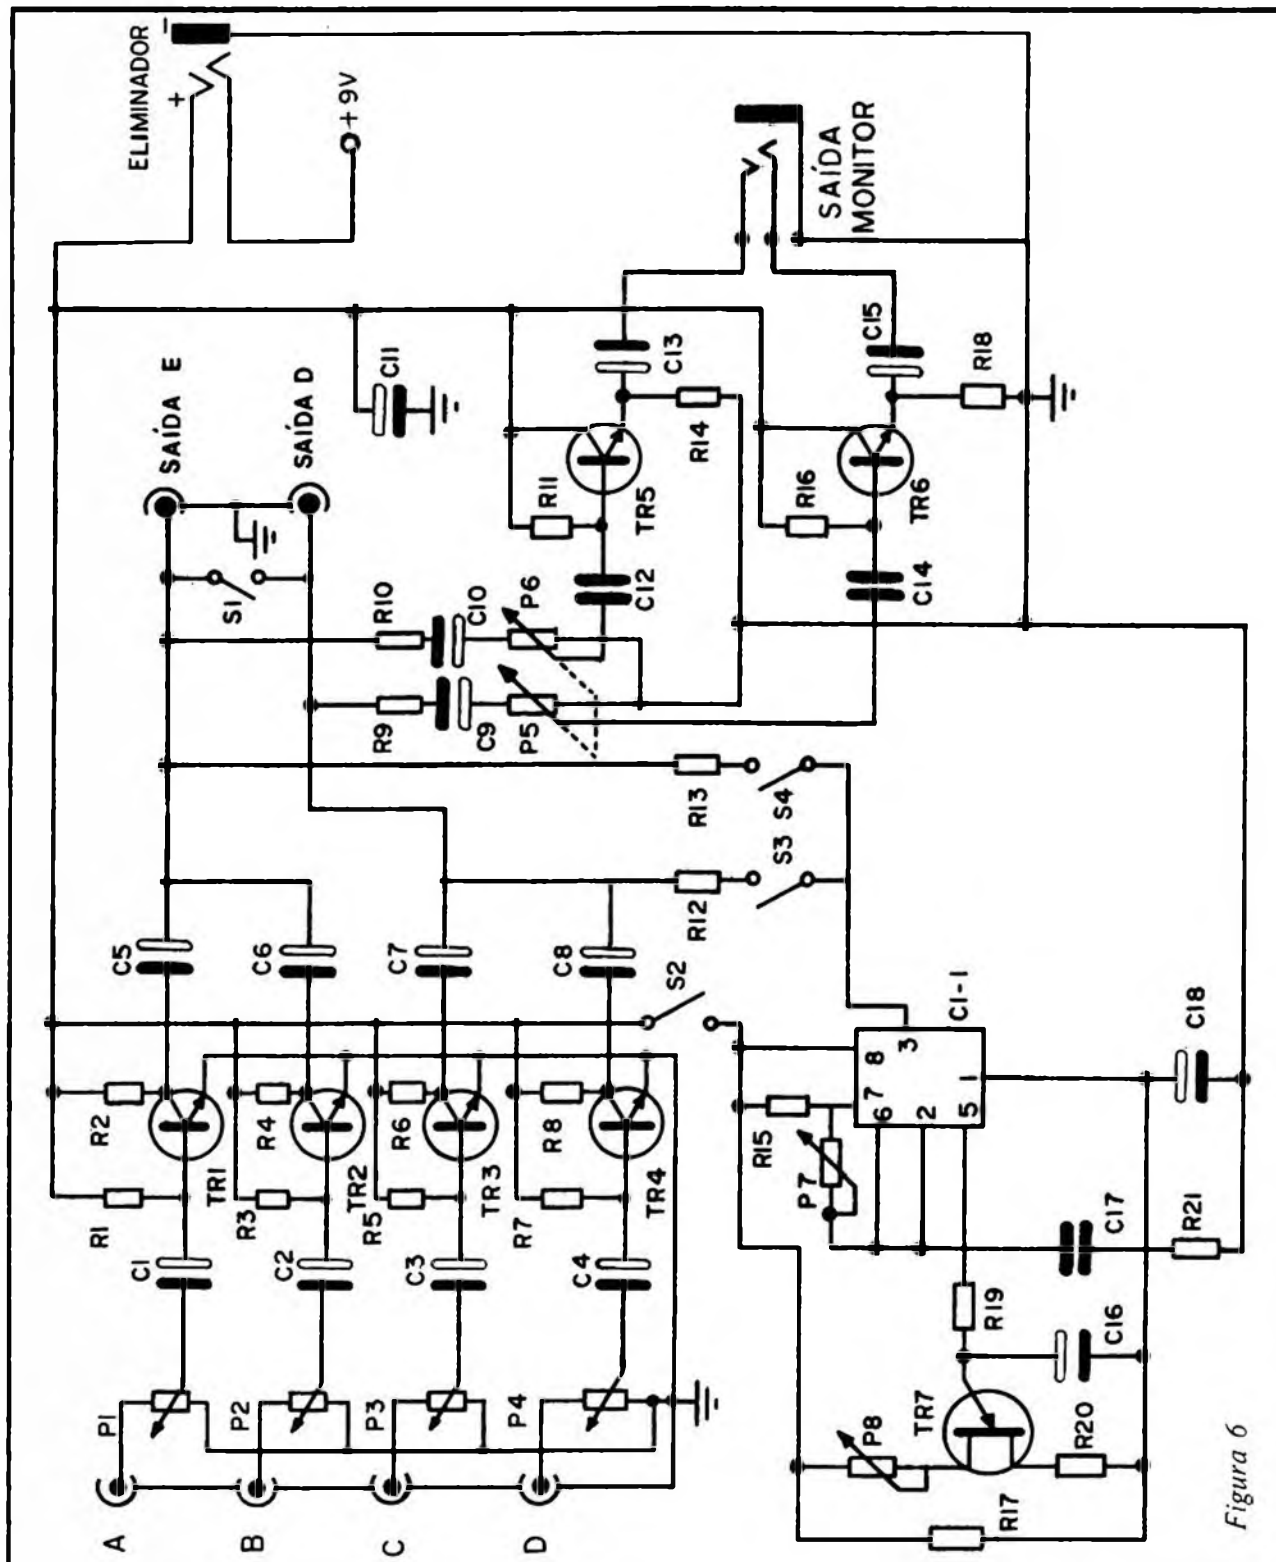 ELIMINADOR
+
-
+9V
SAÍDA E
SAÍDA D
C11
S1
C5
C6
C7
C8
R1
R2
R3
R4
R5
R6
R7
R8
TR1
TR2
TR3
TR4
C1
C2
C3
C4
P1
P2
P3
P4
A
B
C
D
R9
R10
C9
C10
P5
P6
C12
R11
TR5
C13
R14
SAÍDA
MONITOR
C14
R16
TR6
C15
R18
R12
R13
S2
S3
S4
CI-1
8
3
7
6
2
5
1
R15
P7
C17
C18
R21
R19
C16
TR7
P8
R20
R17
Figura 6